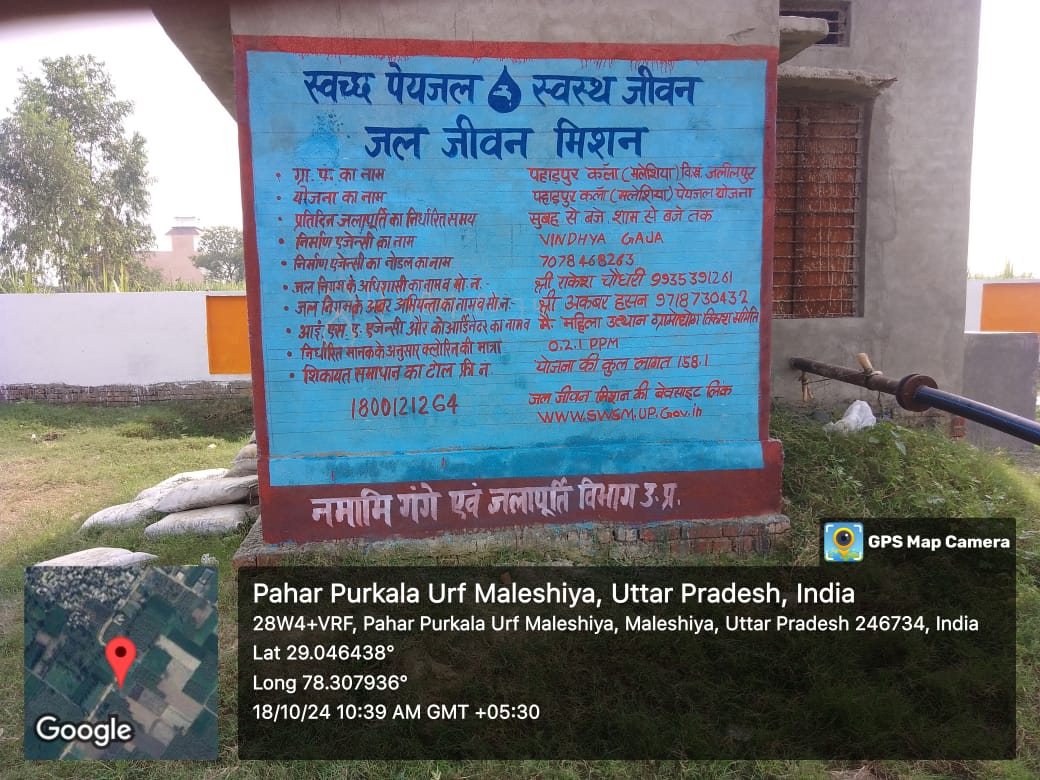 स्वच्छ पेयजल स्वस्थ जीवन
जल जीवन मिशन
• ग्रा. पं. का नाम पहाड़पुर कॅला (मलेशिया) वि.ख. जलीलपुर
• योजना का नाम पहाड़पुर कॅला (मलेशिया) पेयजल योजना
• प्रतिदिन जलापूर्ति का निर्धारित समय सुबह से बजे शाम से बजे तक
• निर्माण एजेन्सी का नाम VINDHYA GAJA
• निर्माण एजेन्सी का नोडल का नाम 7078468263
• जल निगम के अधिशासी का नाम व मो. न.- श्री राकेश चौधरी 9935391261
• जल निगम के अवर अभियन्ता का नाम व मो. न.- श्री अकबर हसन 9718730432
• आई. एस. ए. एजेन्सी और कोआर्डिनेटर का नाम व मै. महिला उत्थान ग्रामोद्योग विकाश समिति
• निर्धारित मानक के अनुसार क्लोरिन की मात्रा 0.2.1 PPM
• शिकायत समाधान का टोल फ्री न. योजना की कुल लागत 158.1
1800121264 जल जीवन मिशन की बेवसाइट लिंक
WWW.SWSM.UP.Gov.in
नमामि गंगे एवं जलापूर्ति विभाग उ.प्र.
GPS Map Camera
Pahar Purkala Urf Maleshiya, Uttar Pradesh, India
28W4+VRF, Pahar Purkala Urf Maleshiya, Maleshiya, Uttar Pradesh 246734, India
Lat 29.046438°
Long 78.307936°
18/10/24 10:39 AM GMT +05:30
Google